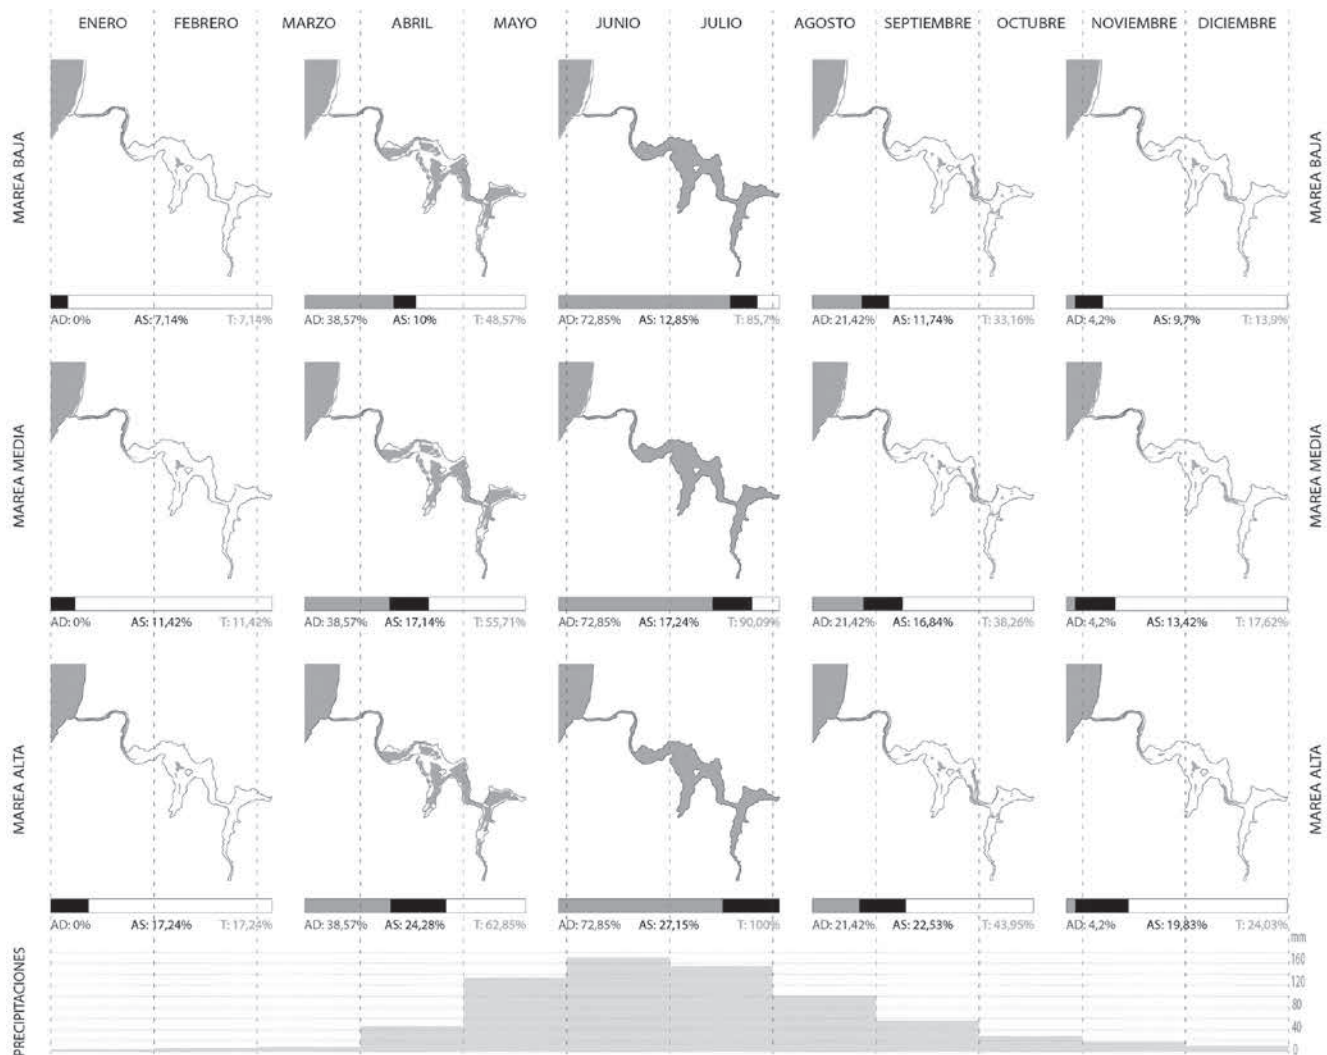 ENERO FEBRERO MARZO ABRIL MAYO JUNIO JULIO AGOSTO SEPTIEMBRE OCTUBRE NOVIEMBRE DICIEMBRE
MAREA BAJA
MAREA BAJA
AD: 0% AS: 7,14% T: 7,14% AD: 38,57% AS: 10% T: 48,57% AD: 72,85% AS: 12,85% T: 85,7% AD: 21,42% AS: 11,74% T: 33,16% AD: 4,2% AS: 9,7% T: 13,9%
MAREA MEDIA
MAREA MEDIA
AD: 0% AS: 11,42% T: 11,42% AD: 38,57% AS: 17,14% T: 55,71% AD: 72,85% AS: 17,24% T: 90,09% AD: 21,42% AS: 16,84% T: 38,26% AD: 4,2% AS: 13,42% T: 17,62%
MAREA ALTA
MAREA ALTA
AD: 0% AS: 17,24% T: 17,24% AD: 38,57% AS: 24,28% T: 62,85% AD: 72,85% AS: 27,15% T: 100% AD: 21,42% AS: 22,53% T: 43,95% AD: 4,2% AS: 19,83% T: 24,03%
PRECIPITACIONES
mm
160
120
80
40
0